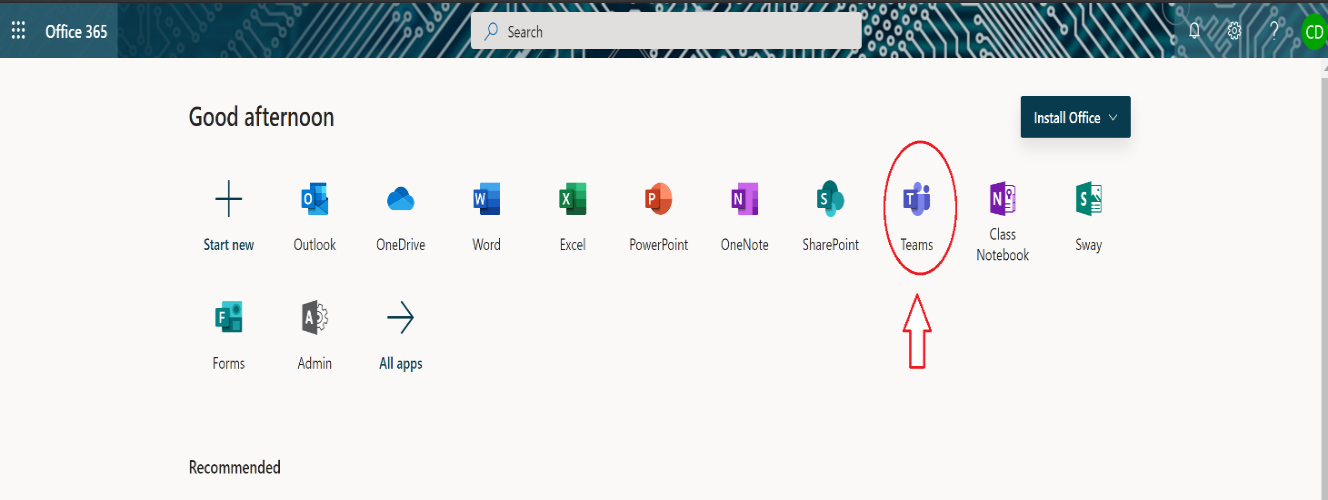 Office 365
Search
CD
Good afternoon
Install Office
Start new
Outlook
OneDrive
Word
Excel
PowerPoint
OneNote
SharePoint
Teams
Class
Notebook
Sway
Forms
Admin
All apps
Recommended